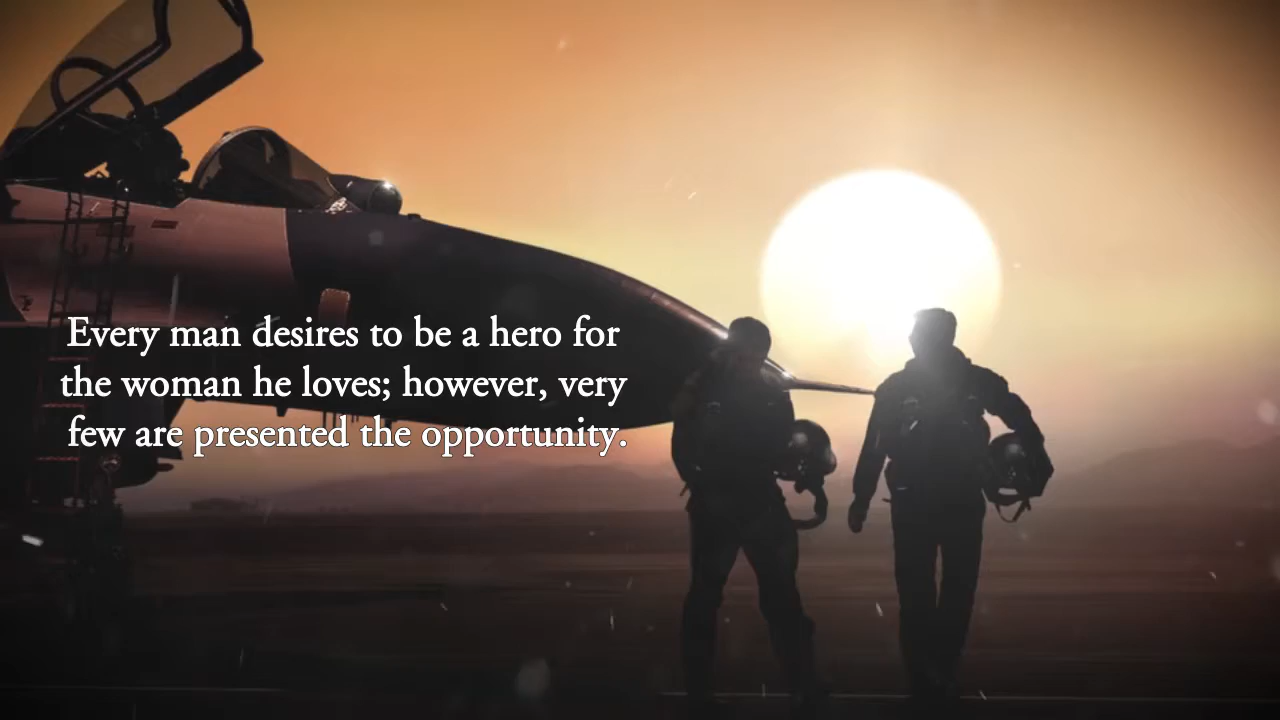 Every man desires to be a hero for
the woman he loves; however, very
few are presented the opportunity.